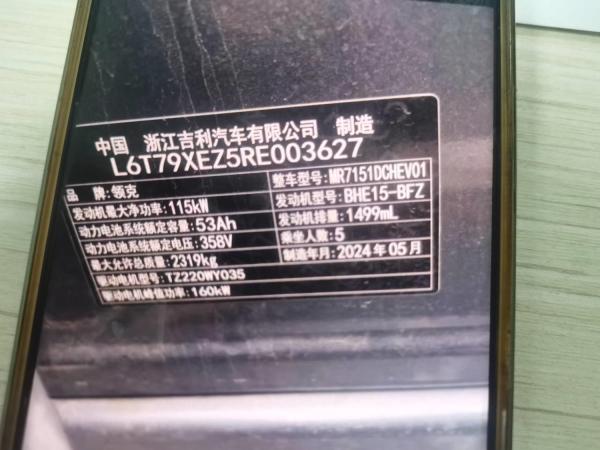 中国 浙江吉利汽车有限公司 制造
L6T79XEZ5RE003627
品 牌:领克
整车型号:MR7151DCHEV01
发动机最大净功率:115kW
发动机型号:BHE15-BFZ
动力电池系统额定容量:53Ah
发动机排量:1499mL
动力电池系统额定电压:358V
乘坐人数:5
最大允许总质量:2319kg
制造年月:2024年05月
驱动电机型号:TZ220WY035
驱动电机峰值功率:160kW